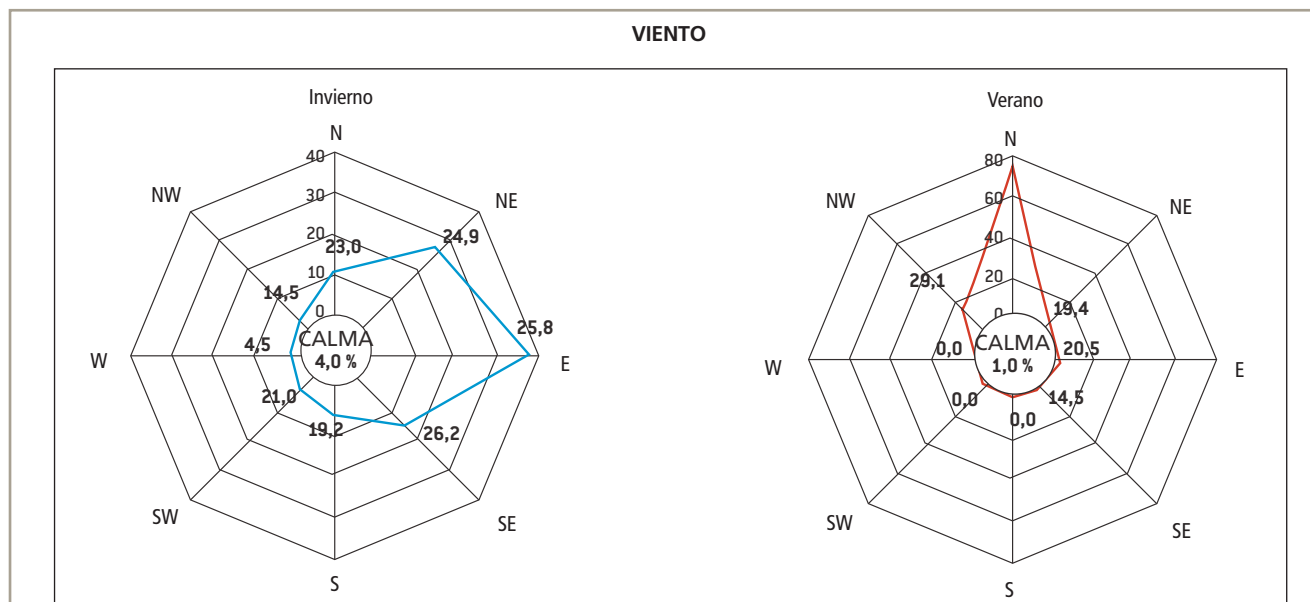 VIENTO
Invierno
N
40
30
20
10
0
NW
NE
W
E
SW
SE
S
23,0
24,9
14,5
25,8
4,5
CALMA
4,0 %
21,0
19,2
26,2
Verano
N
80
60
40
20
0
NW
NE
W
E
SW
SE
S
29,1
19,4
0,0
CALMA
1,0 %
20,5
0,0
14,5
0,0